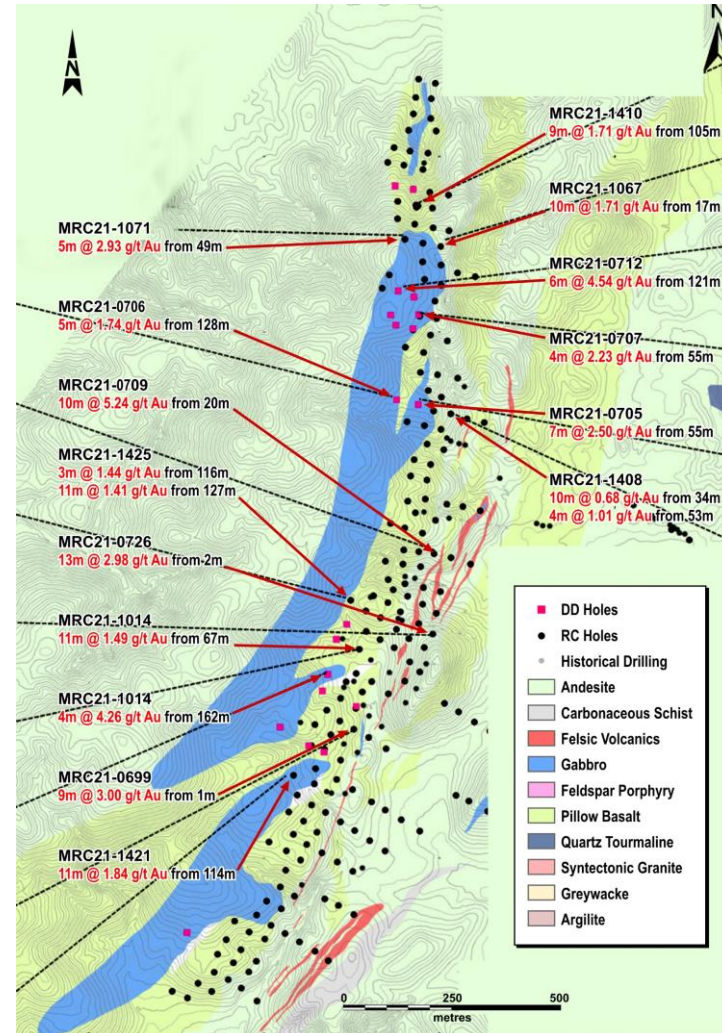 N
N
MRC21-1410
9m @ 1.71 g/t Au from 105m
MRC21-1067
10m @ 1.71 g/t Au from 17m
MRC21-1071
5m @ 2.93 g/t Au from 49m
MRC21-0712
6m @ 4.54 g/t Au from 121m
MRC21-0706
5m @ 1.74 g/t Au from 128m
MRC21-0707
4m @ 2.23 g/t Au from 55m
MRC21-0709
10m @ 5.24 g/t Au from 20m
MRC21-0705
7m @ 2.50 g/t Au from 55m
MRC21-1425
3m @ 1.44 g/t Au from 116m
11m @ 1.41 g/t Au from 127m
MRC21-1408
10m @ 0.68 g/t Au from 34m
4m @ 1.01 g/t Au from 53m
MRC21-0726
13m @ 2.98 g/t Au from 2m
MRC21-1014
11m @ 1.49 g/t Au from 67m
MRC21-1014
4m @ 4.26 g/t Au from 162m
MRC21-0699
9m @ 3.00 g/t Au from 1m
MRC21-1421
11m @ 1.84 g/t Au from 114m
DD Holes
RC Holes
Historical Drilling
Andesite
Carbonaceous Schist
Felsic Volcanics
Gabbro
Feldspar Porphyry
Pillow Basalt
Quartz Tourmaline
Syntectonic Granite
Greywacke
Argilite
0 250 500
metres